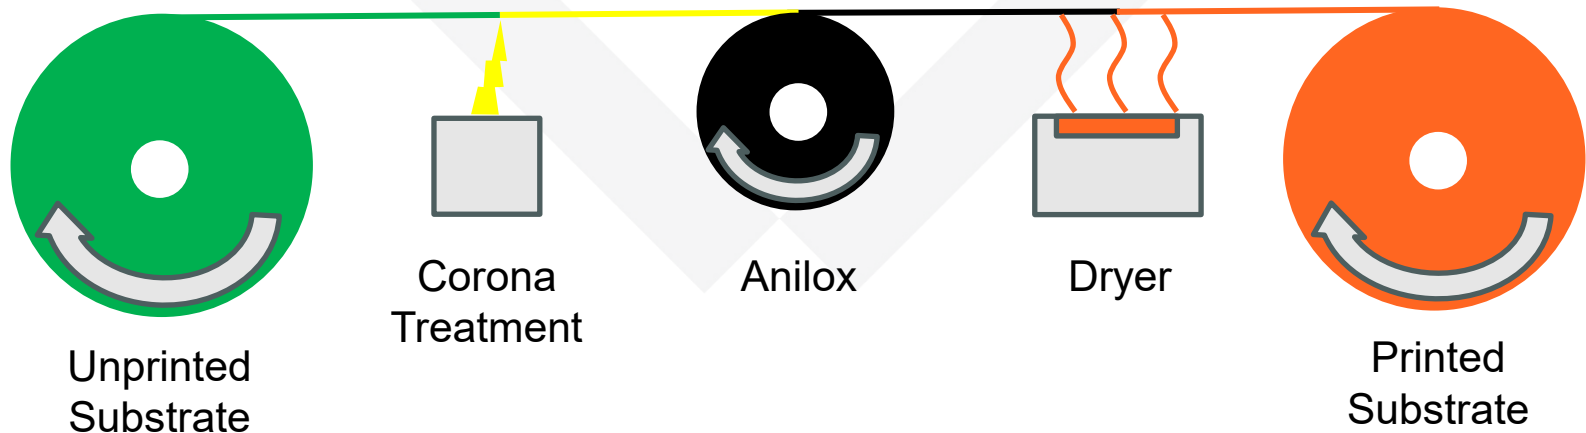 Unprinted
Substrate
Corona
Treatment
Anilox
Dryer
Printed
Substrate